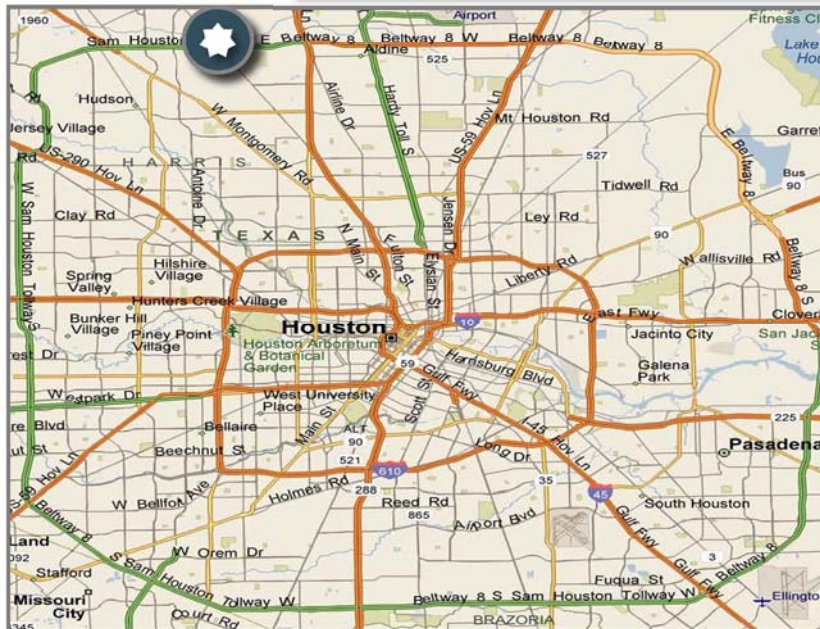 1960
Airport
Fitness
Sam Houston
E Beltway 8
Beltway 8 W
Beltway 8
Beltway 8
Aldine
525
Lake
Hudson
W Montgomery Rd
Airline Dr
Hardy Toll S
US-59 Hov Ln
Mt Houston Rd
Jersey Village
Rd
US-290 Hov Ln
HARRIS
527
E Beltway 8
Bus
90
Antoine Dr
Tidwell Rd
W Sam Houston Tollway S
Clay Rd
TEXAS
N Main St
Fulton St
Jensen Dr
Ley Rd
90
Elysian St
Liberty Rd
Wallisville Rd
Beltway 8 S
Spring
Valley
Hilshire
Village
Hunters Creek Village
Bunker Hill
Village
Piney Point
Village
Houston
10
East Fwy
Jacinto City
Houston Arboretum
& Botanical
Garden
59
Harrisburg Blvd
Galena
Park
Westpark Dr
West University
Place
Main St
Scott St
Gulf Fwy
I-45 Hov Ln
225
Bellaire
ALT
90
Pasadena
Beechnut St
521
Long Dr
610
US-59 Hov Ln
288
35
45
W Bellfort Ave
Holmes Rd
Reed Rd
865
Airport Blvd
South Houston
Gulf Fwy
Beltway 8
W Orem Dr
3
Stafford
S Sam Houston Tollway W
Fuqua St
Gulf Fwy
Beltway 8
Missouri
City
Beltway 8 S Sam Houston Tollway W
Ellington
Court Rd
BRAZORIA